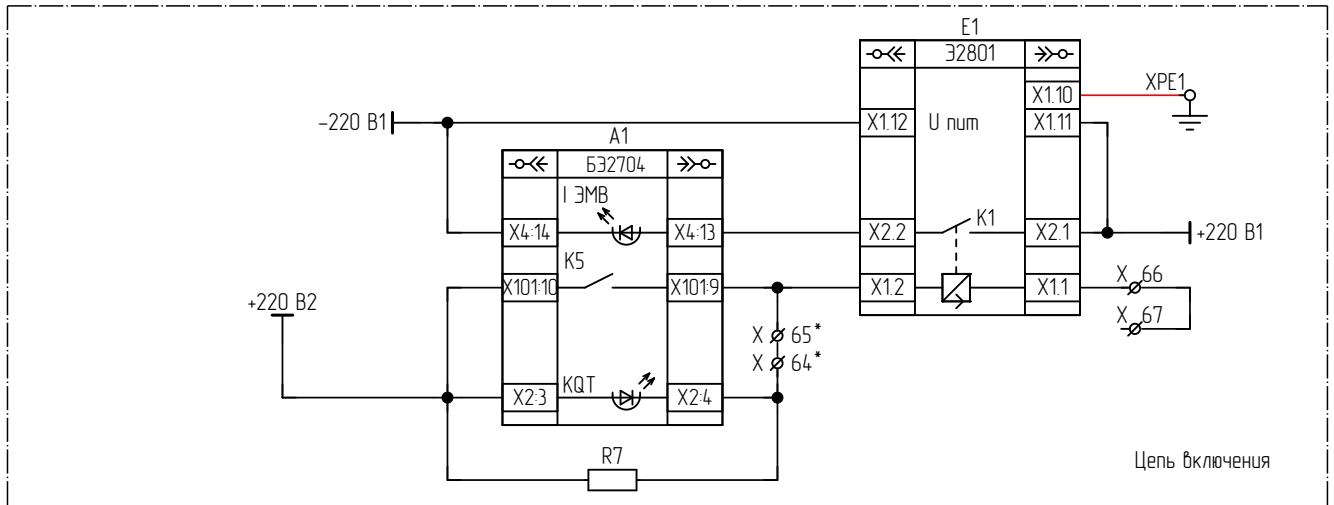 E1
Э2801
XPE1
X1.10
-220 В1
X1.12
U пит
X1.11
A1
БЭ2704
I ЭМВ
X4:14
X4:13
X2.2
K1
X2.1
+220 В1
K5
X101:10
X101:9
X1.2
X1.1
X 66
+220 В2
X 67
X 65*
X 64*
KQT
X2:3
X2:4
R7
Цепь включения